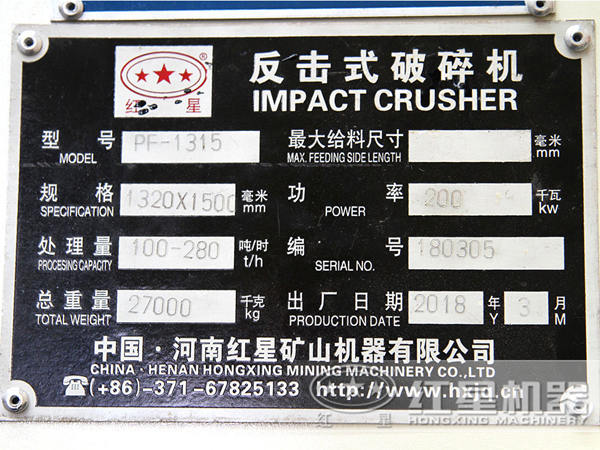 反击式破碎机
IMPACT CRUSHER
红 星
®
型 号 PF-1315 最大给料尺寸 毫米
MODEL MAX. FEEDING SIDE LENGTH mm
规 格 1320X1500 毫米 功 率 200 千瓦
SPECIFICATION mm POWER kw
处理量 100-280 吨/时 编 号 180305
PROCESING CAPACITY t/h SERIAL NO.
总重量 27000 千克 出厂日期 2018 年 3 月
TOTAL WEIGHT kg PRODUCTION DATE Y M
中国·河南红星矿山机器有限公司
CHINA·HENAN HONGXING MINING MACHINERY CO.,LTD
☎(+86)-371-67825133 http://www.hxjq.cn
红 星 红星机器
HONGXING MACHINERY